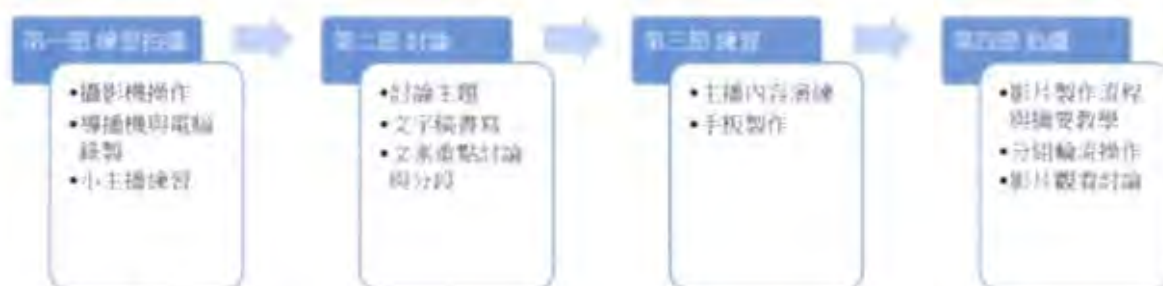 第一節 練習拍攝
•攝影機操作
•導播機與電腦
錄製
•小主播練習
第二節 討論
•討論主題
•文字稿書寫
•文案重點討論
與分段
第三節 練習
•主播內容演練
•手板製作
第四節 拍攝
•影片製作流程
與摘要教學
•分組輪流操作
•影片觀看討論